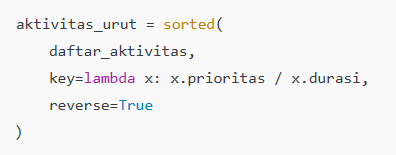 aktivitas_urut = sorted(
    daftar_aktivitas,
    key=lambda x: x.prioritas / x.durasi,
    reverse=True
)